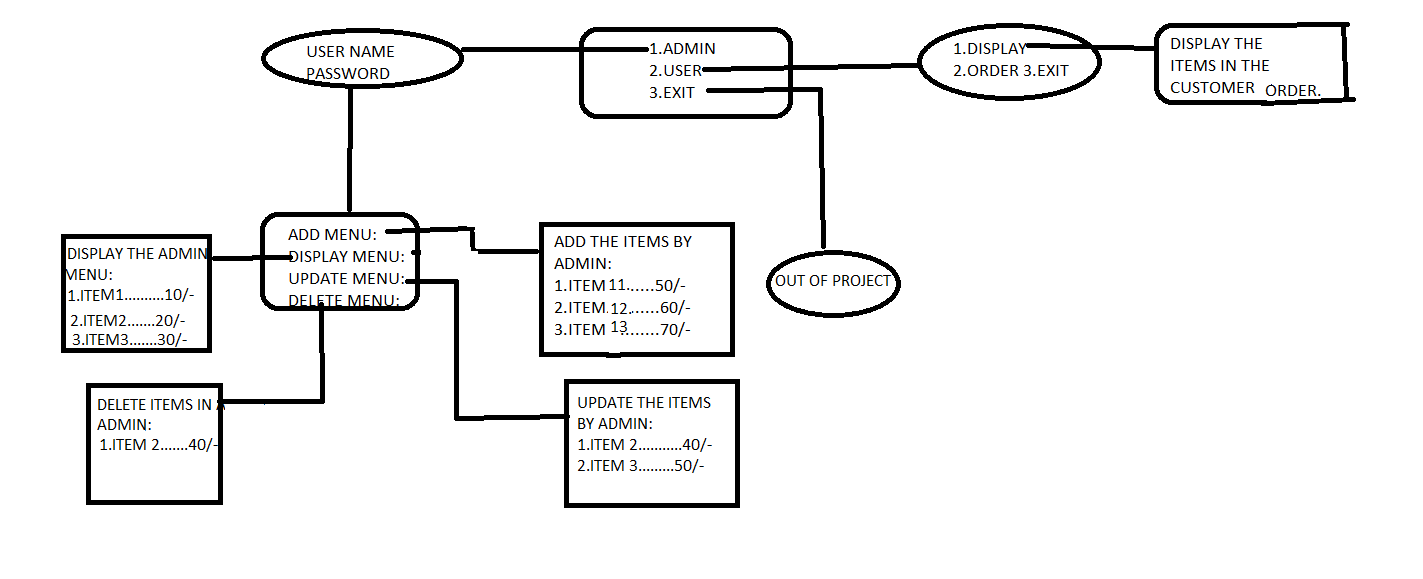 USER NAME
PASSWORD
1.ADMIN
2.USER
3.EXIT
1.DISPLAY
2.ORDER 3.EXIT
DISPLAY THE
ITEMS IN THE
CUSTOMER ORDER.
OUT OF PROJECT
ADD MENU:
DISPLAY MENU:
UPDATE MENU:
DELETE MENU:
DISPLAY THE ADMIN
MENU:
1.ITEM1..........10/-
2.ITEM2.......20/-
3.ITEM3.......30/-
ADD THE ITEMS BY
ADMIN:
1.ITEM 11......50/-
2.ITEM. 12.......60/-
3.ITEM 13........70/-
DELETE ITEMS IN A
ADMIN:
1.ITEM 2.......40/-
UPDATE THE ITEMS
BY ADMIN:
1.ITEM 2...........40/-
2.ITEM 3.........50/-